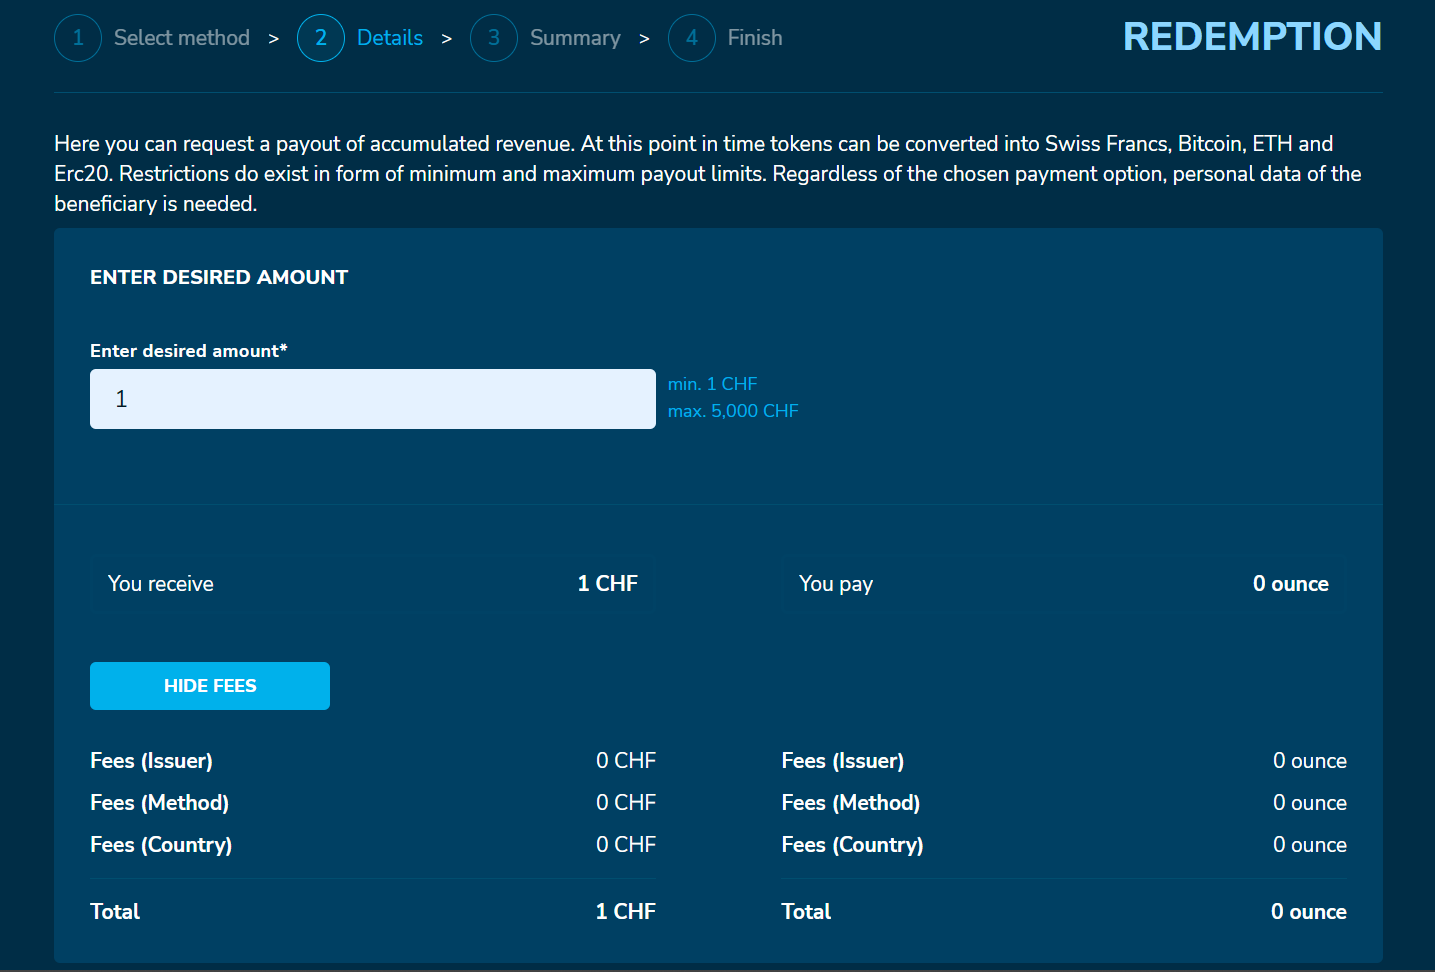 1 Select method > 2 Details > 3 Summary > 4 Finish
REDEMPTION
Here you can request a payout of accumulated revenue. At this point in time tokens can be converted into Swiss Francs, Bitcoin, ETH and
Erc20. Restrictions do exist in form of minimum and maximum payout limits. Regardless of the chosen payment option, personal data of the
beneficiary is needed.
ENTER DESIRED AMOUNT
Enter desired amount*
1
min. 1 CHF
max. 5,000 CHF
You receive 1 CHF
You pay 0 ounce
HIDE FEES
Fees (Issuer) 0 CHF
Fees (Method) 0 CHF
Fees (Country) 0 CHF
Total 1 CHF
Fees (Issuer) 0 ounce
Fees (Method) 0 ounce
Fees (Country) 0 ounce
Total 0 ounce